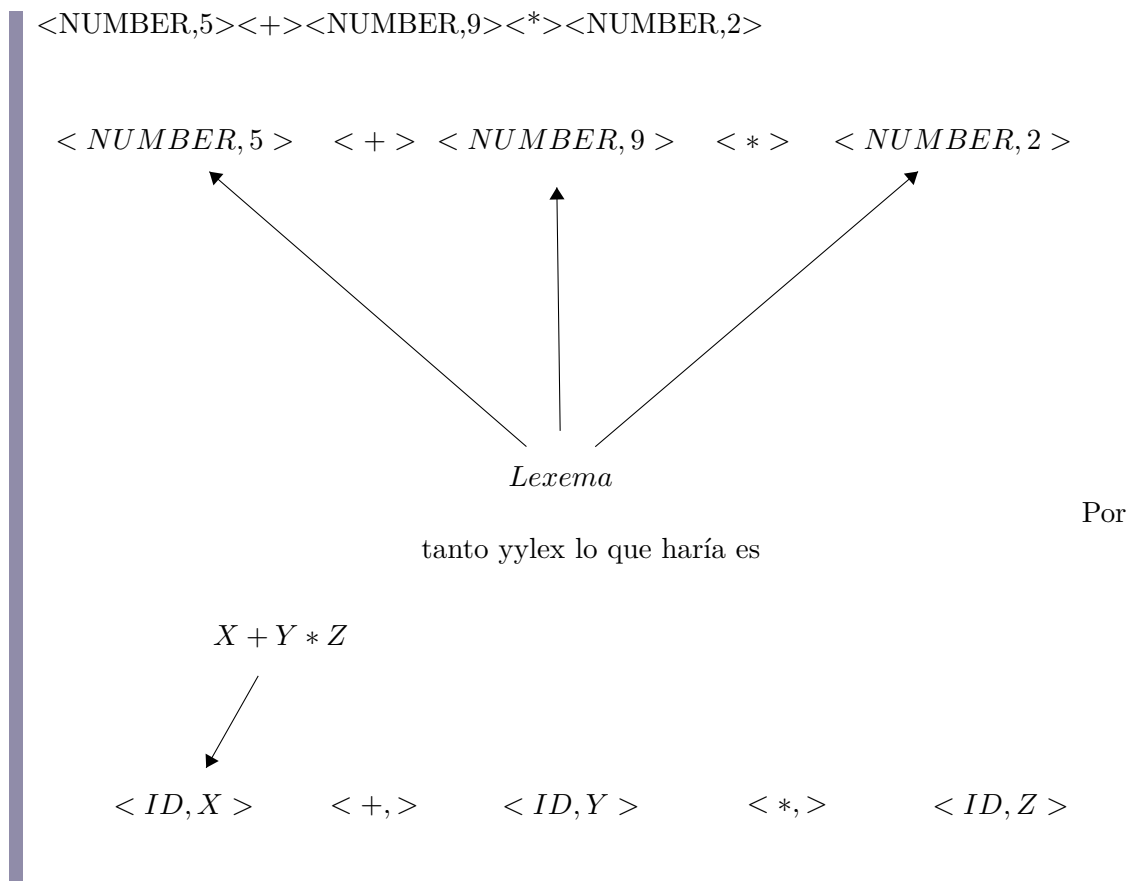 <NUMBER,5><+><NUMBER,9><*><NUMBER,2>
< NUMBER, 5 > < + > < NUMBER, 9 > < * > < NUMBER, 2 >
Lexema
Por
tanto yylex lo que haría es
X + Y * Z
< ID, X > < +, > < ID, Y > < *, > < ID, Z >